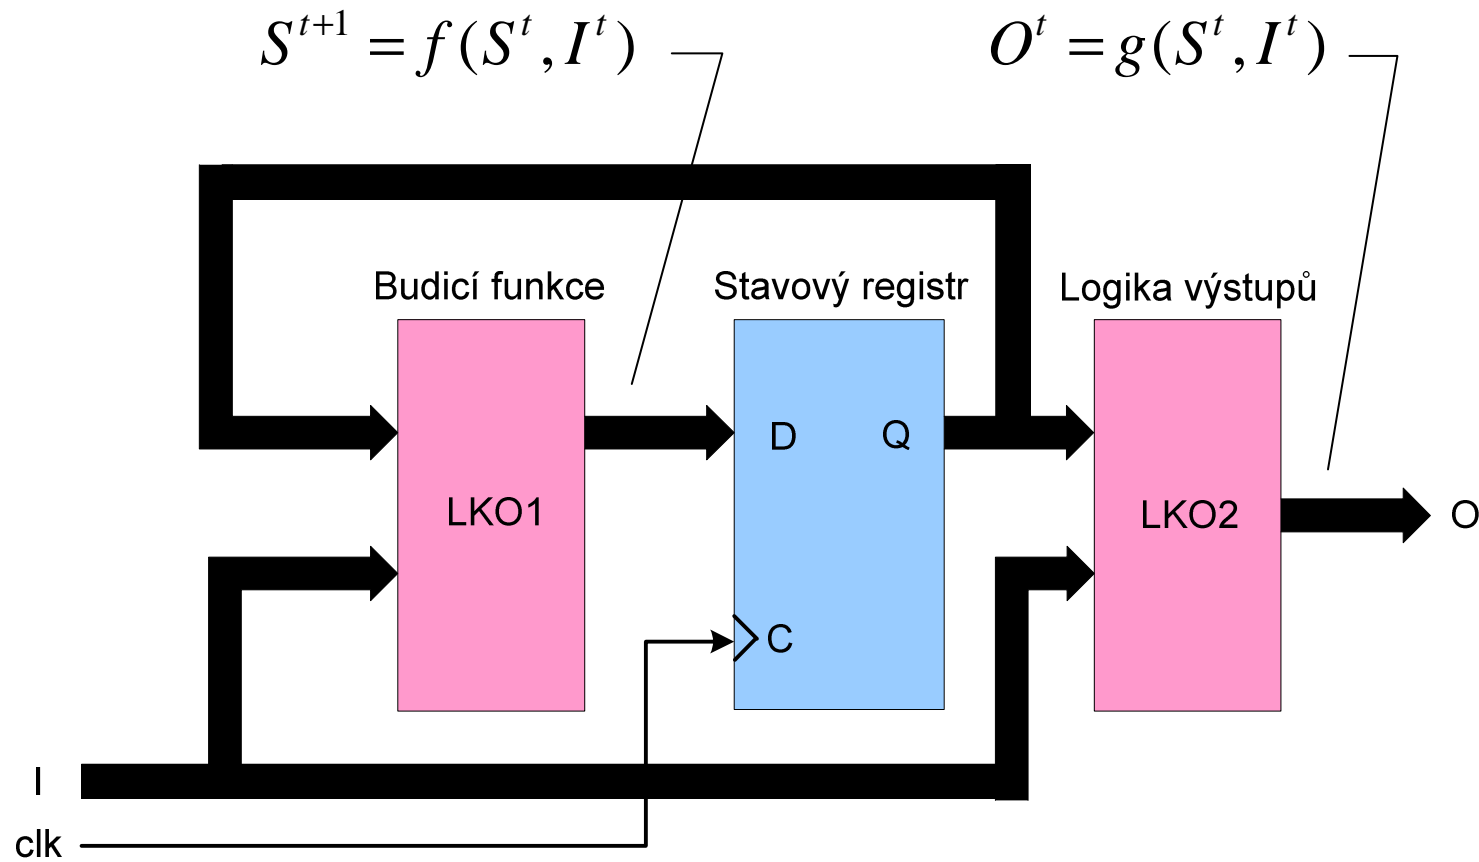 S^{t+1} = f(S^t, I^t)
O^t = g(S^t, I^t)
Budicí funkce
Stavový registr
Logika výstupů
D
Q
LKO1
LKO2
O
C
I
clk